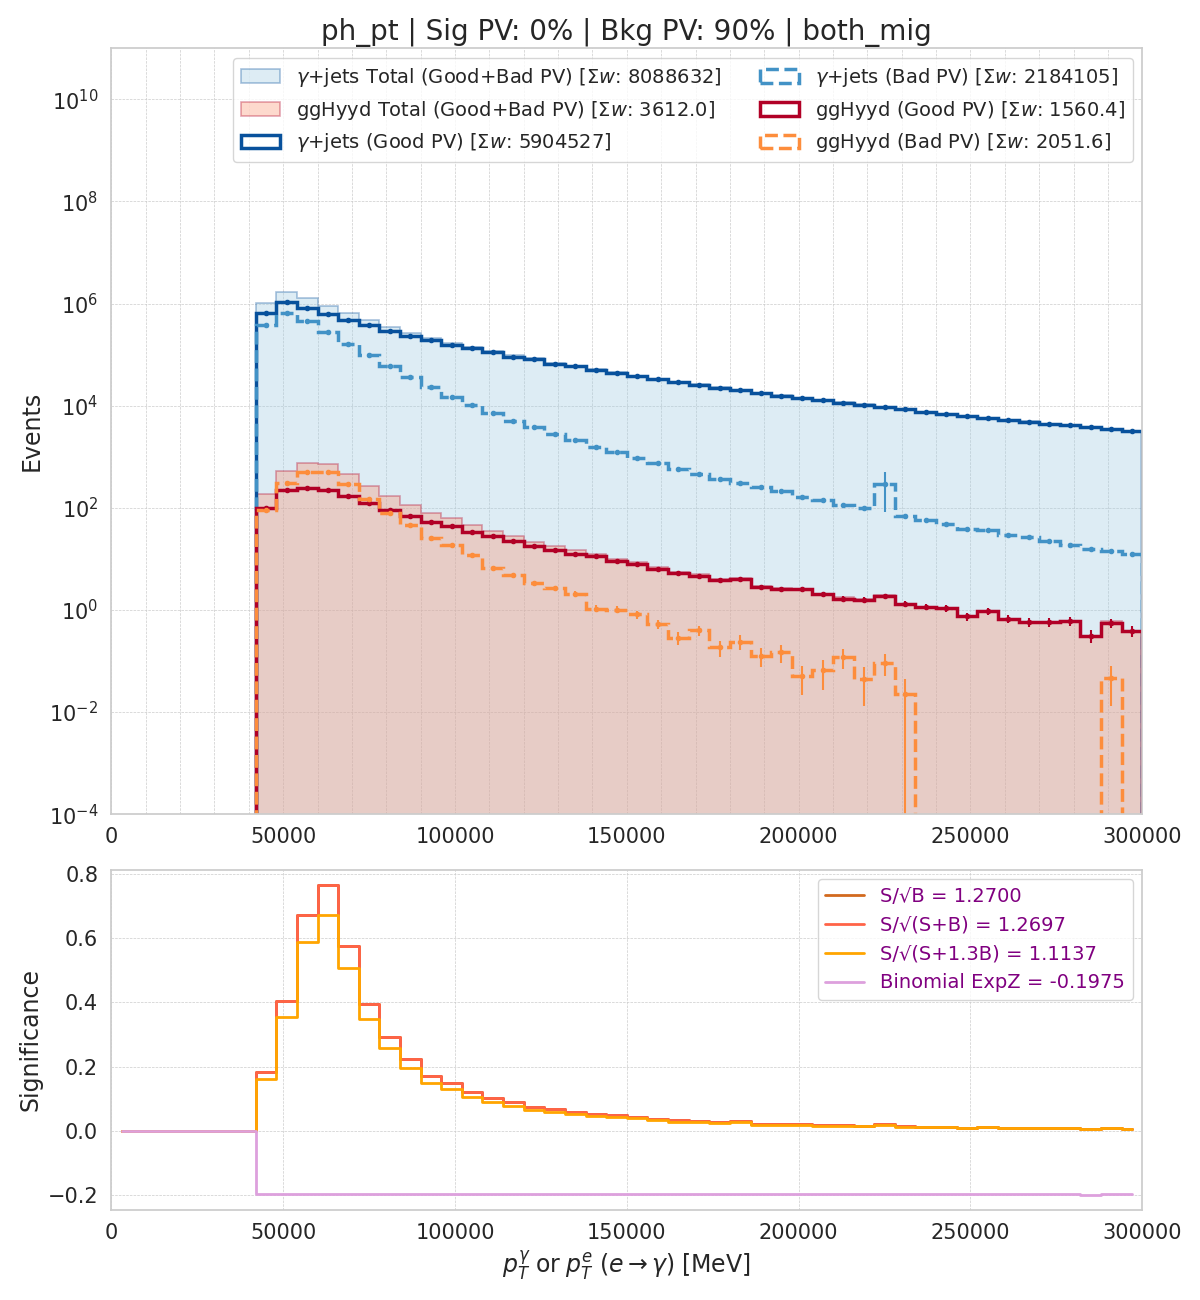 ph_pt | Sig PV: 0% | Bkg PV: 90% | both_mig
γ+jets Total (Good+Bad PV) [Σw: 8088632]
ggHyyd Total (Good+Bad PV) [Σw: 3612.0]
γ+jets (Good PV) [Σw: 5904527]
γ+jets (Bad PV) [Σw: 2184105]
ggHyyd (Good PV) [Σw: 1560.4]
ggHyyd (Bad PV) [Σw: 2051.6]
Events
10^10
10^8
10^6
10^4
10^2
10^0
10^−2
10^−4
0 50000 100000 150000 200000 250000 300000
Significance
0.8
0.6
0.4
0.2
0.0
−0.2
S/√B = 1.2700
S/√(S+B) = 1.2697
S/√(S+1.3B) = 1.1137
Binomial ExpZ = -0.1975
0 50000 100000 150000 200000 250000 300000
p_T^γ or p_T^e (e→γ) [MeV]